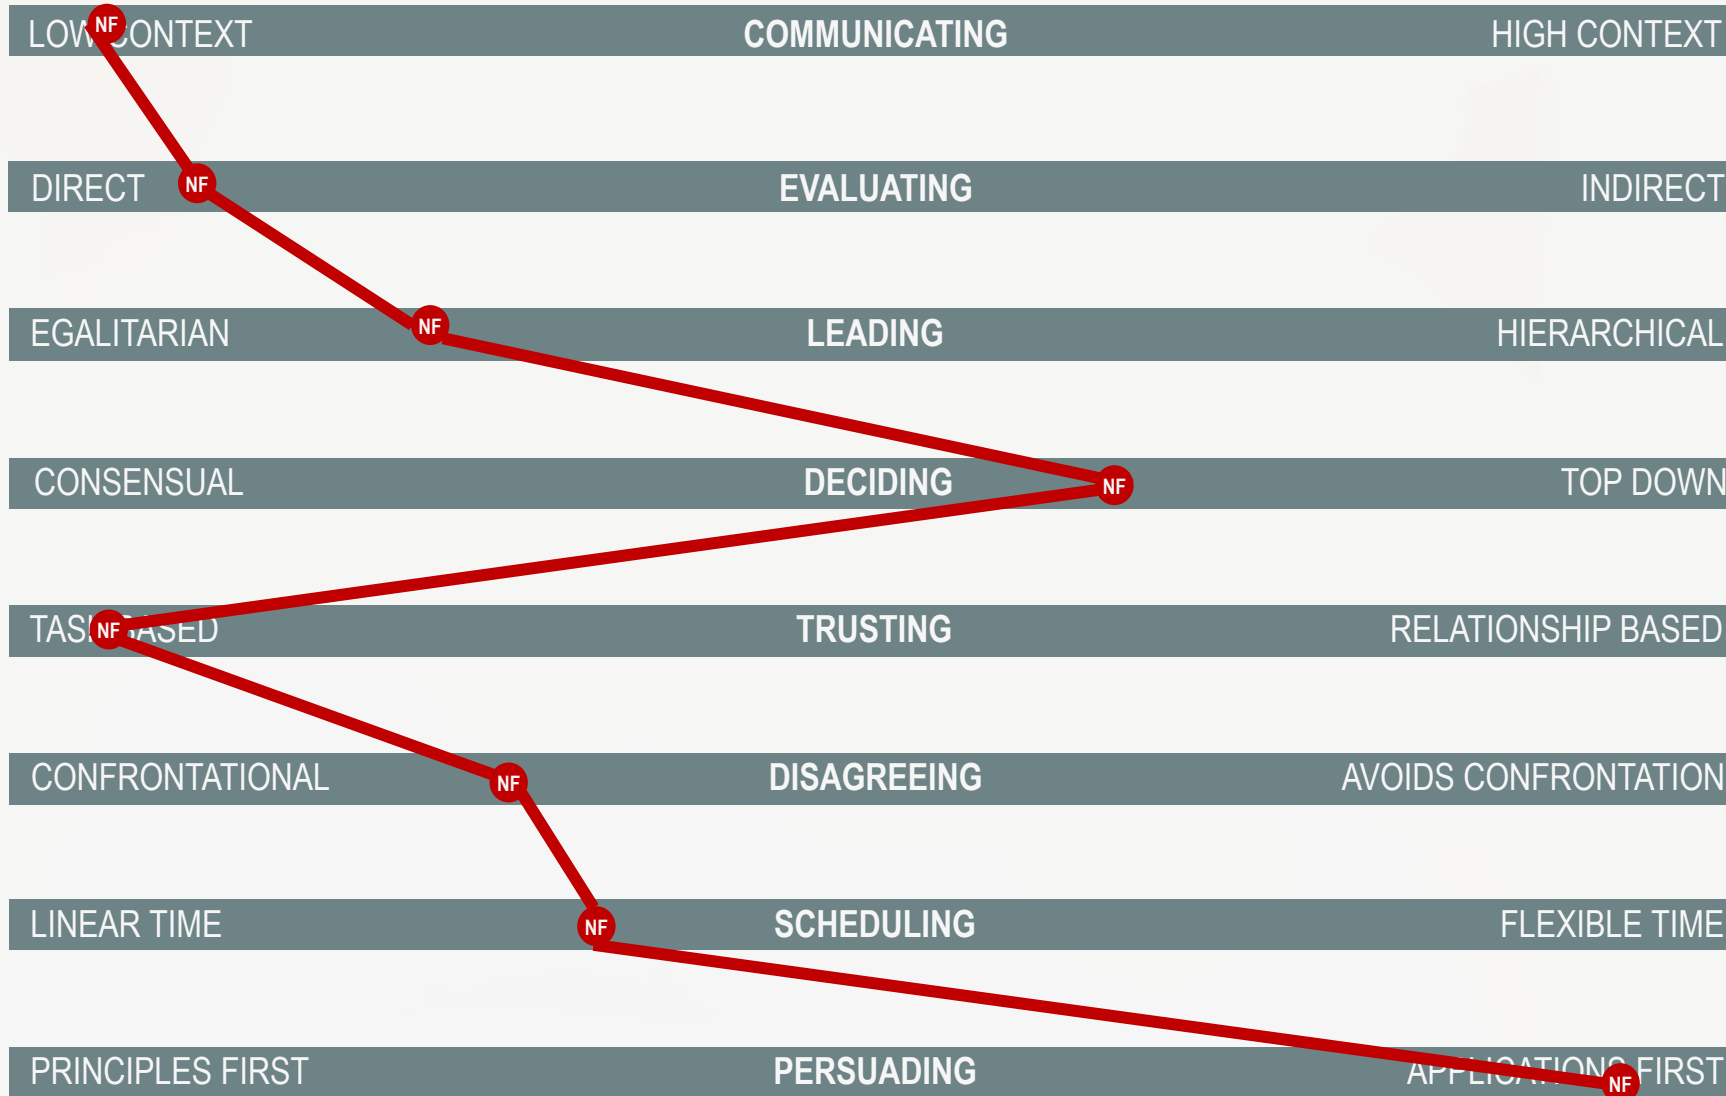 LOW CONTEXT NF COMMUNICATING HIGH CONTEXT
DIRECT NF EVALUATING INDIRECT
EGALITARIAN NF LEADING HIERARCHICAL
CONSENSUAL DECIDING NF TOP DOWN
TASK BASED NF TRUSTING RELATIONSHIP BASED
CONFRONTATIONAL NF DISAGREEING AVOIDS CONFRONTATION
LINEAR TIME NF SCHEDULING FLEXIBLE TIME
PRINCIPLES FIRST PERSUADING APPLICATIONS FIRST NF